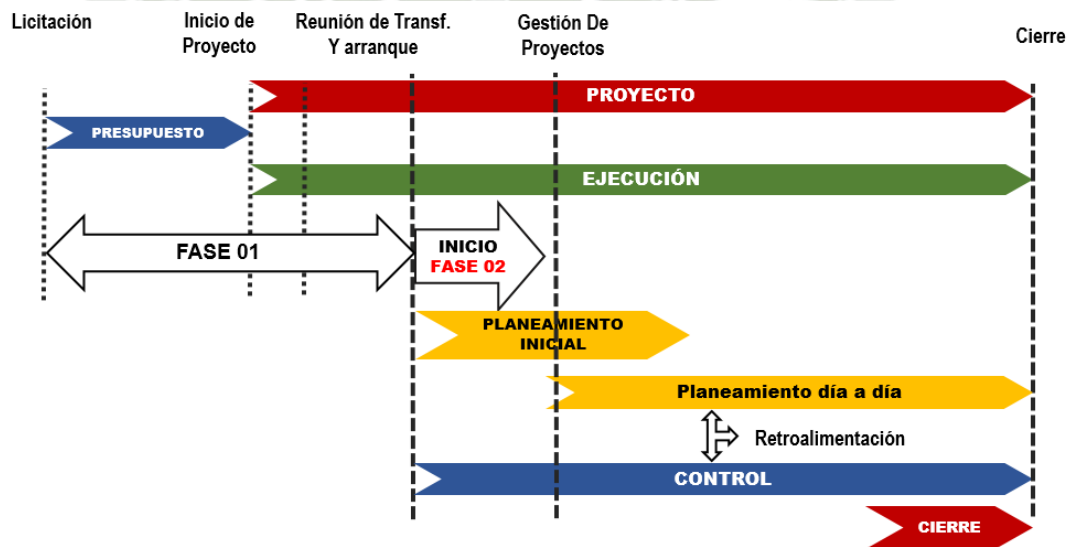 Licitación
Inicio de
Proyecto
Reunión de Transf.
Y arranque
Gestión De
Proyectos
Cierre
PROYECTO
PRESUPUESTO
EJECUCIÓN
FASE 01
INICIO
FASE 02
PLANEAMIENTO
INICIAL
Planeamiento día a día
Retroalimentación
CONTROL
CIERRE